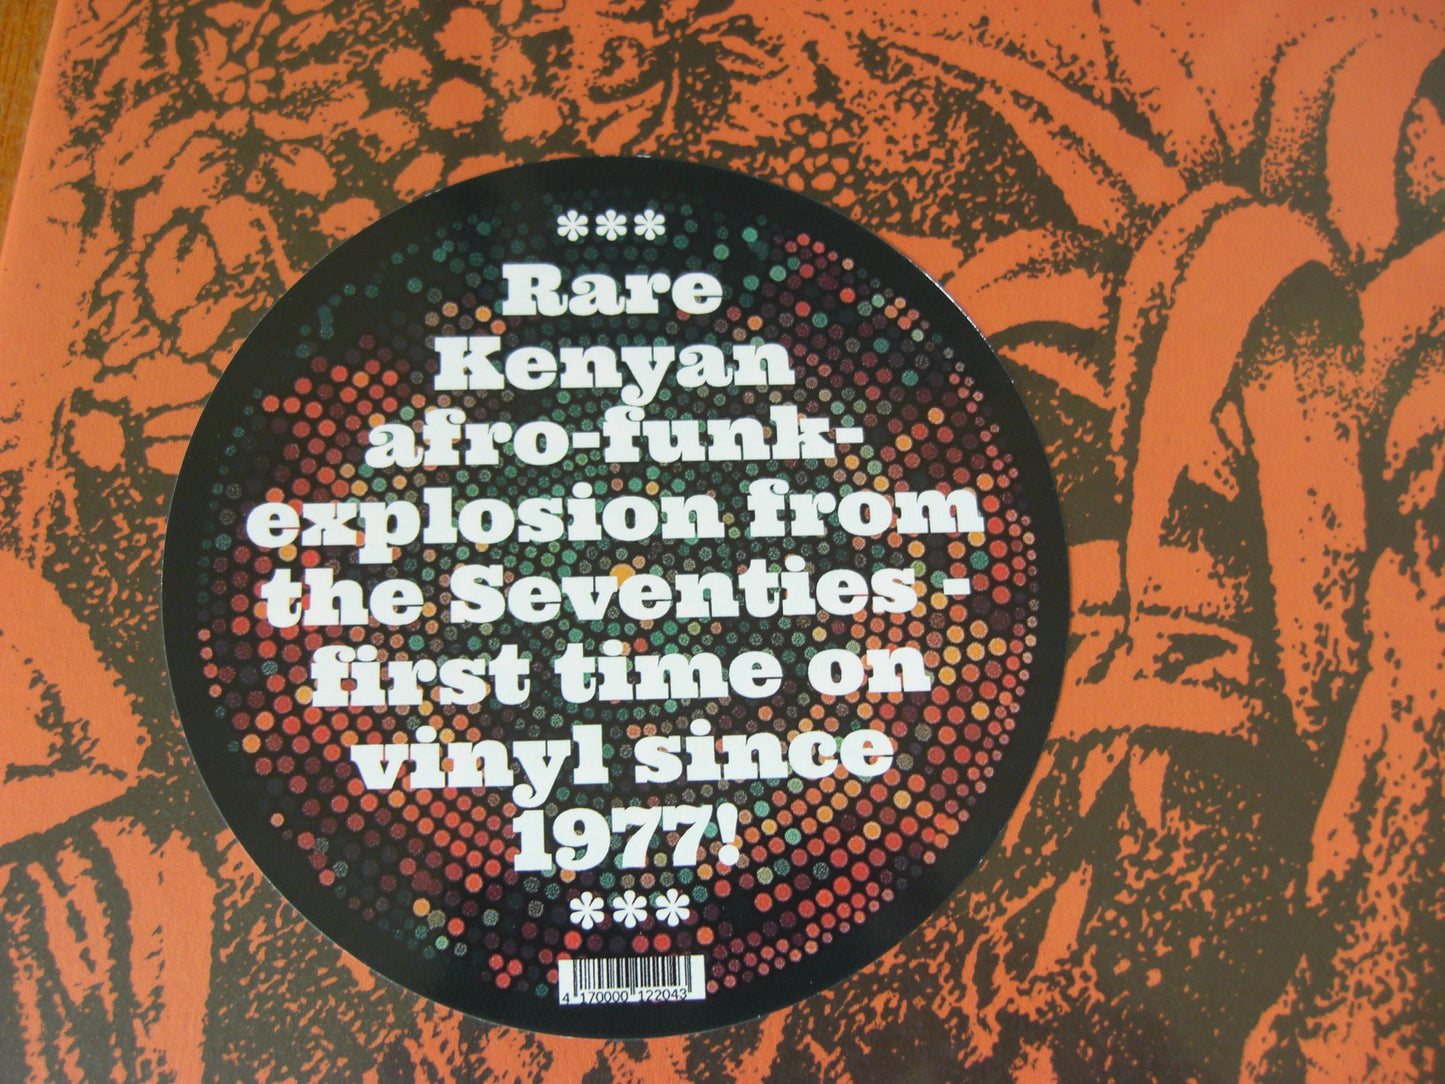 ***
Rare
Kenyan
afro-funk-
explosion from
the Seventies -
first time on
vinyl since
1977!
***
4 170000 122043